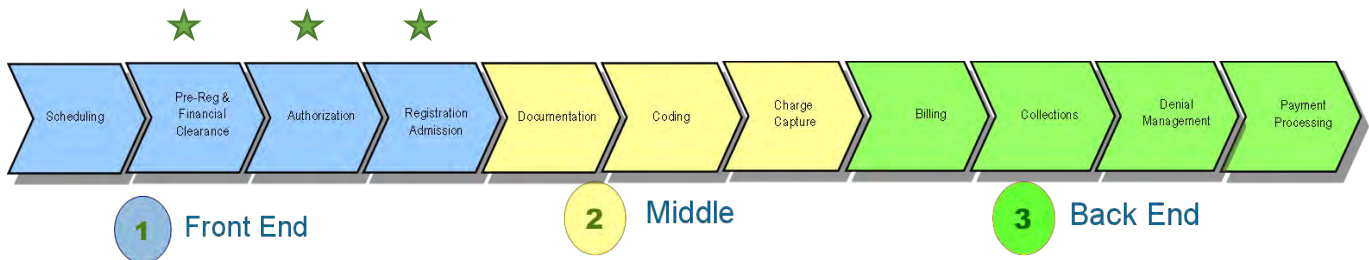 Scheduling
Pre-Reg &
Financial
Clearance
Authorization
Registration
Admission
Documentation
Coding
Charge
Capture
Billing
Collections
Denial
Management
Payment
Processing
1 Front End
2 Middle
3 Back End